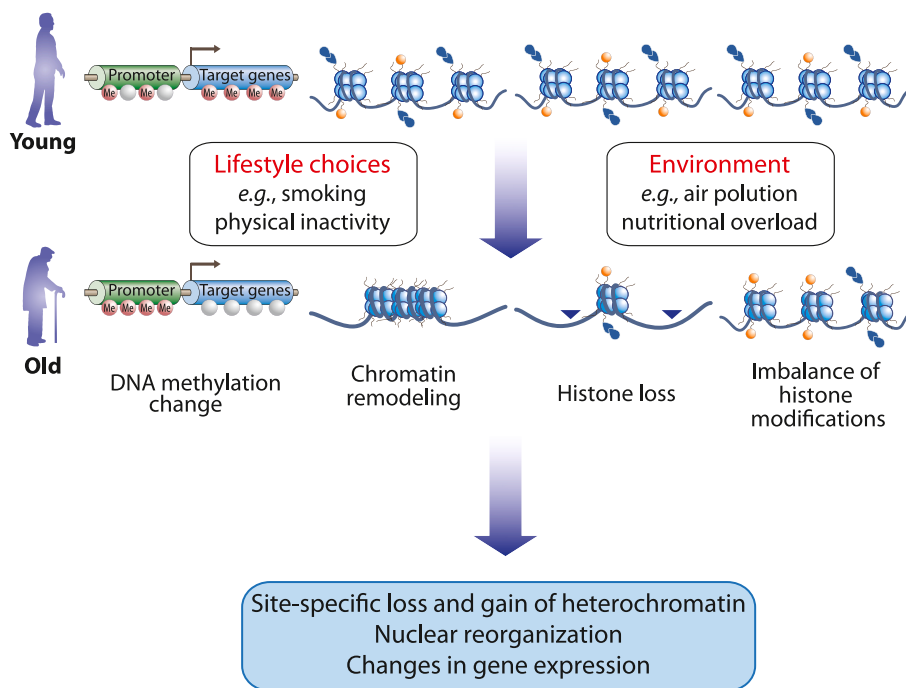 Promoter
Target genes
Me Me Me Me Me Me
Young
Lifestyle choices
e.g., smoking
physical inactivity
Environment
e.g., air polution
nutritional overload
Promoter
Target genes
Me Me Me Me
Old
DNA methylation
change
Chromatin
remodeling
Histone loss
Imbalance of
histone
modifications
Site-specific loss and gain of heterochromatin
Nuclear reorganization
Changes in gene expression